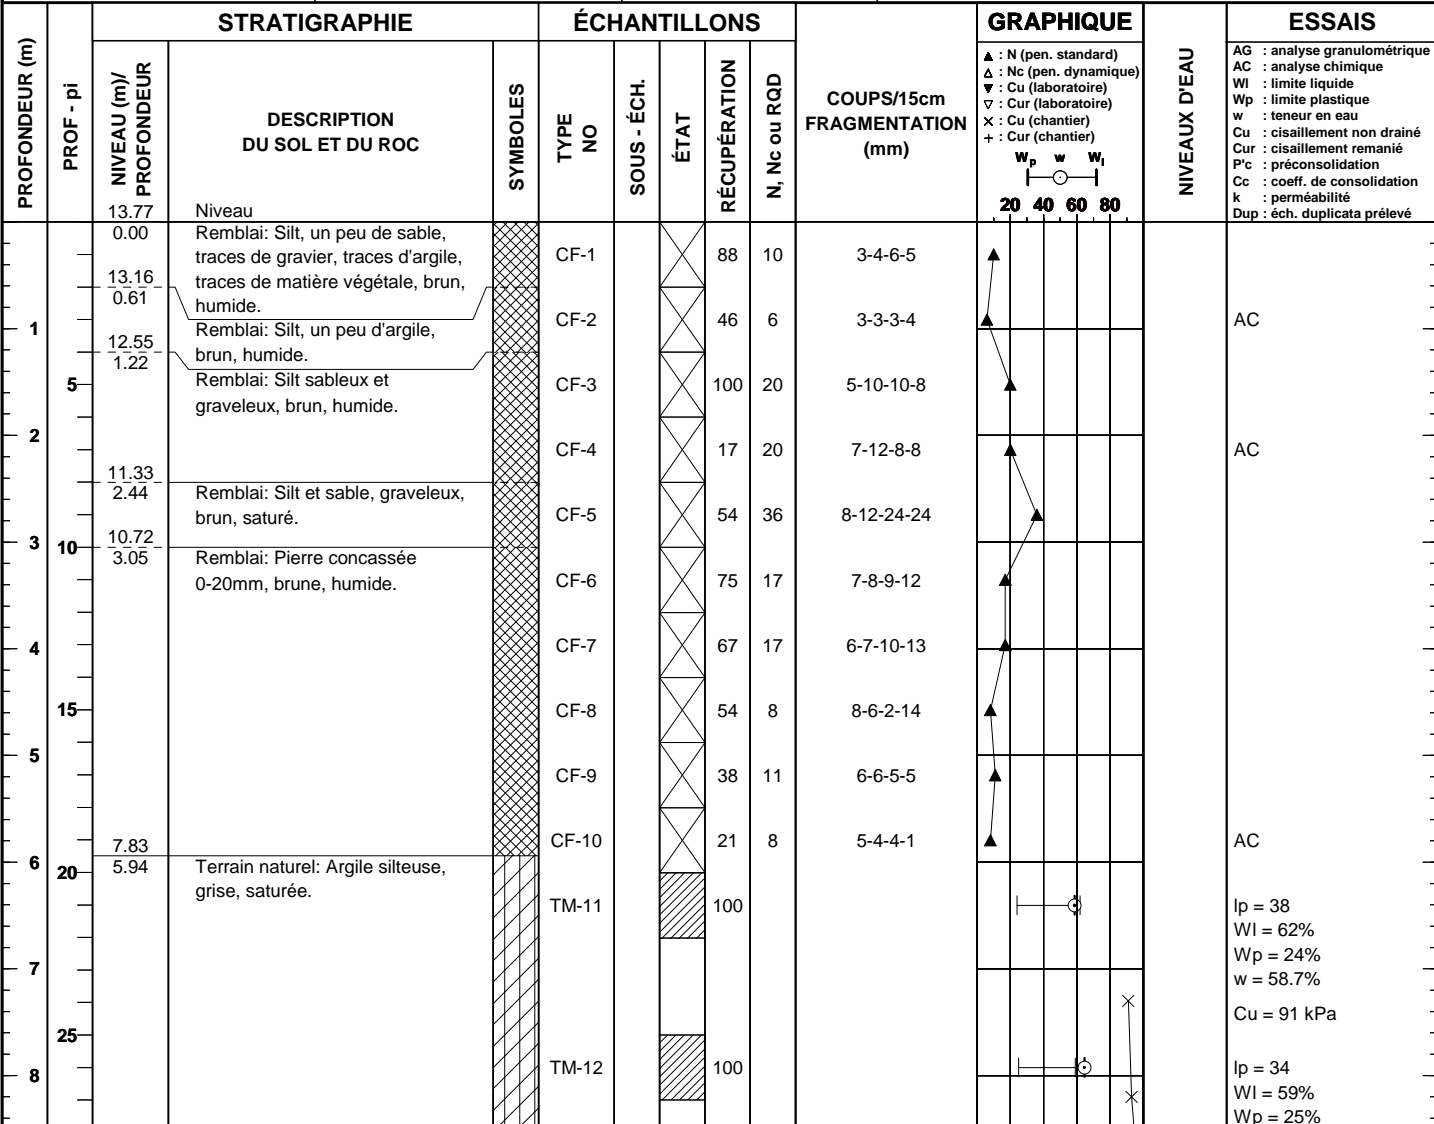 STRATIGRAPHIE
ÉCHANTILLONS
GRAPHIQUE
ESSAIS
PROFONDEUR (m)
PROF - pi
NIVEAU (m)/
PROFONDEUR
DESCRIPTION
DU SOL ET DU ROC
SYMBOLES
TYPE
NO
SOUS - ÉCH.
ÉTAT
RÉCUPÉRATION
N, Nc ou RQD
COUPS/15cm
FRAGMENTATION
(mm)
: N (pen. standard)
: Nc (pen. dynamique)
: Cu (laboratoire)
: Cur (laboratoire)
: Cu (chantier)
: Cur (chantier)
Wp w Wl
20 40 60 80
NIVEAUX D'EAU
AG : analyse granulométrique
AC : analyse chimique
Wl : limite liquide
Wp : limite plastique
w : teneur en eau
Cu : cisaillement non drainé
Cur : cisaillement remanié
P'c : préconsolidation
Cc : coeff. de consolidation
k : perméabilité
Dup : éch. duplicata prélevé
13.77 Niveau
0.00 Remblai: Silt, un peu de sable,
traces de gravier, traces d'argile,
traces de matière végétale, brun,
humide.
CF-1 88 10 3-4-6-5
13.16
0.61
Remblai: Silt, un peu d'argile,
brun, humide.
CF-2 46 6 3-3-3-4 AC
1
12.55
1.22
Remblai: Silt sableux et
graveleux, brun, humide.
5 CF-3 100 20 5-10-10-8
2
CF-4 17 20 7-12-8-8 AC
11.33
2.44 Remblai: Silt et sable, graveleux,
brun, saturé.
CF-5 54 36 8-12-24-24
3 10
10.72
3.05 Remblai: Pierre concassée
0-20mm, brune, humide.
CF-6 75 17 7-8-9-12
4 CF-7 67 17 6-7-10-13
15 CF-8 54 8 8-6-2-14
5
CF-9 38 11 6-6-5-5
7.83 CF-10 21 8 5-4-4-1 AC
6 20 5.94 Terrain naturel: Argile silteuse,
grise, saturée.
TM-11 100 Ip = 38
Wl = 62%
Wp = 24%
w = 58.7%
7
Cu = 91 kPa
25
8 TM-12 100 Ip = 34
Wl = 59%
Wp = 25%